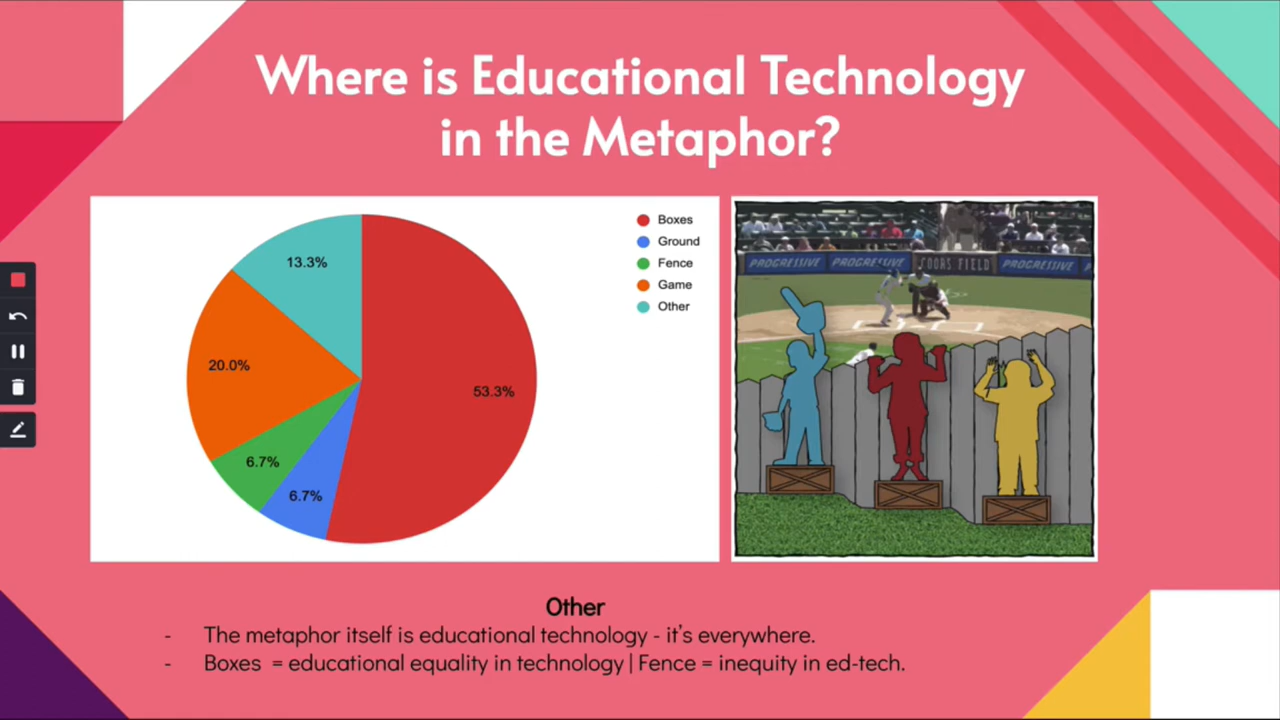 Where is Educational Technology
in the Metaphor?
13.3%
20.0%
53.3%
6.7%
6.7%
Boxes
Ground
Fence
Game
Other
PROGRESSIVE PROGRESSIVE COORS FIELD PROGRESSIVE
Other
- The metaphor itself is educational technology - it's everywhere.
- Boxes = educational equality in technology | Fence = inequity in ed-tech.